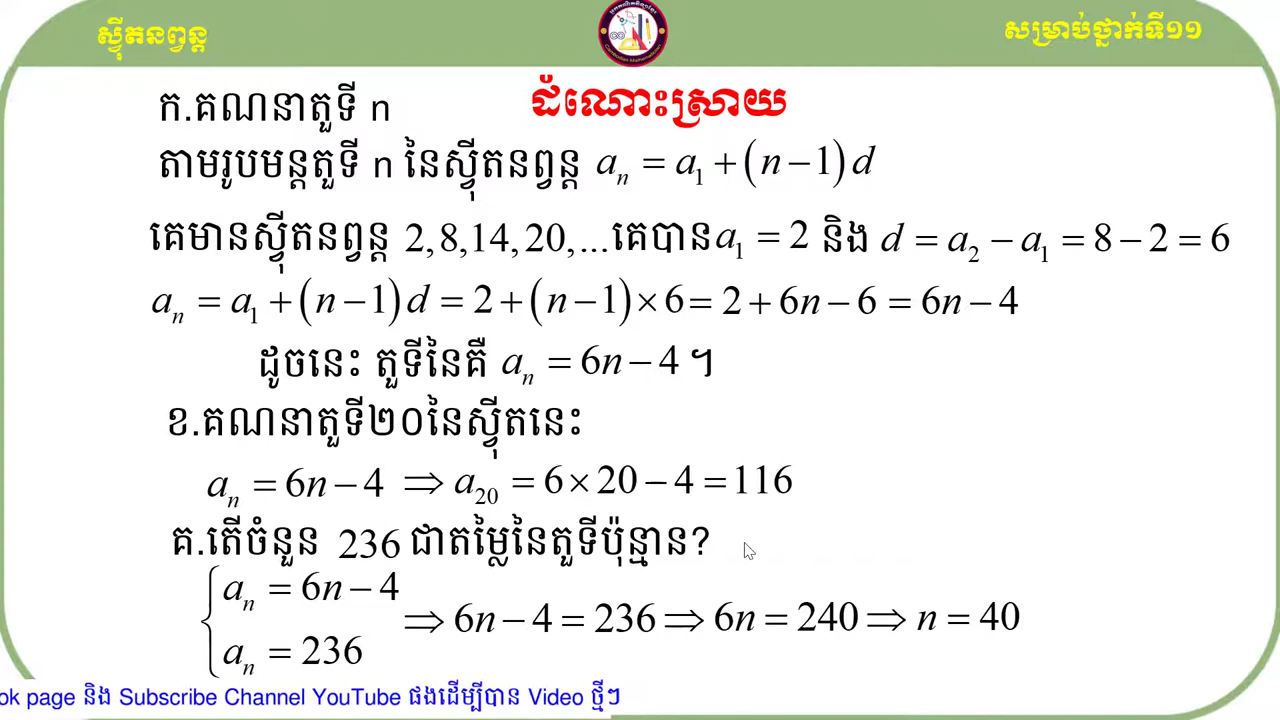 ស្វ៊ីតនព្វន្ត
សម្រាប់ថ្នាក់ទី១១
ដំណោះស្រាយ
ក.គណនាតួទី n
តាមរូបមន្តតួទី n នៃស្វ៊ីតនព្វន្ត aₙ = a₁ + (n − 1) d
គេមានស្វ៊ីតនព្វន្ត 2, 8, 14, 20, ... គេបាន a₁ = 2 និង d = a₂ − a₁ = 8 − 2 = 6
aₙ = a₁ + (n − 1) d = 2 + (n − 1) × 6 = 2 + 6n − 6 = 6n − 4
ដូចនេះ តួទីនៃគឺ aₙ = 6n − 4 ។
ខ.គណនាតួទី២០នៃស្វ៊ីតនេះ
aₙ = 6n − 4 ⇒ a₂₀ = 6 × 20 − 4 = 116
គ.តើចំនួន 236 ជាតម្លៃនៃតួទីប៉ុន្មាន?
{ aₙ = 6n − 4
aₙ = 236
⇒ 6n − 4 = 236 ⇒ 6n = 240 ⇒ n = 40
ok page និង Subscribe Channel YouTube ផងដើម្បីបាន Video ថ្មីៗ